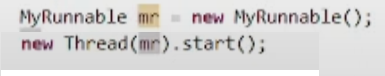 MyRunnable mr = new MyRunnable();
new Thread(mr).start();